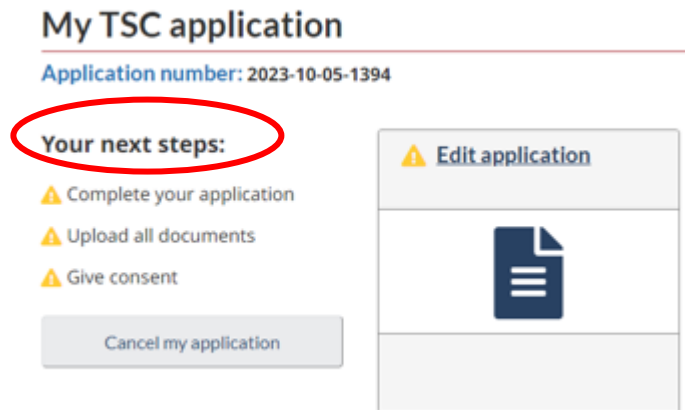 My TSC application
Application number: 2023-10-05-1394
Your next steps:
Complete your application
Upload all documents
Give consent
Cancel my application
Edit application